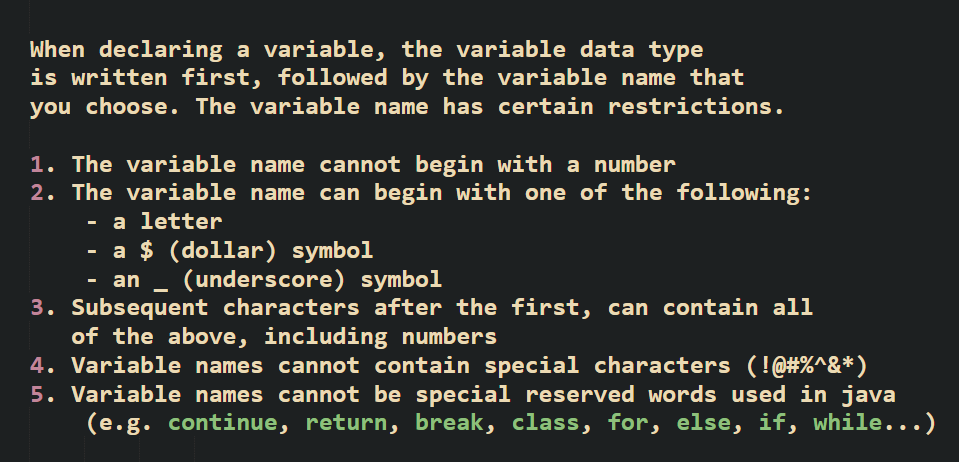 When declaring a variable, the variable data type
is written first, followed by the variable name that
you choose. The variable name has certain restrictions.
1. The variable name cannot begin with a number
2. The variable name can begin with one of the following:
- a letter
- a $ (dollar) symbol
- an _ (underscore) symbol
3. Subsequent characters after the first, can contain all
of the above, including numbers
4. Variable names cannot contain special characters (!@#%^&*)
5. Variable names cannot be special reserved words used in java
(e.g. continue, return, break, class, for, else, if, while...)